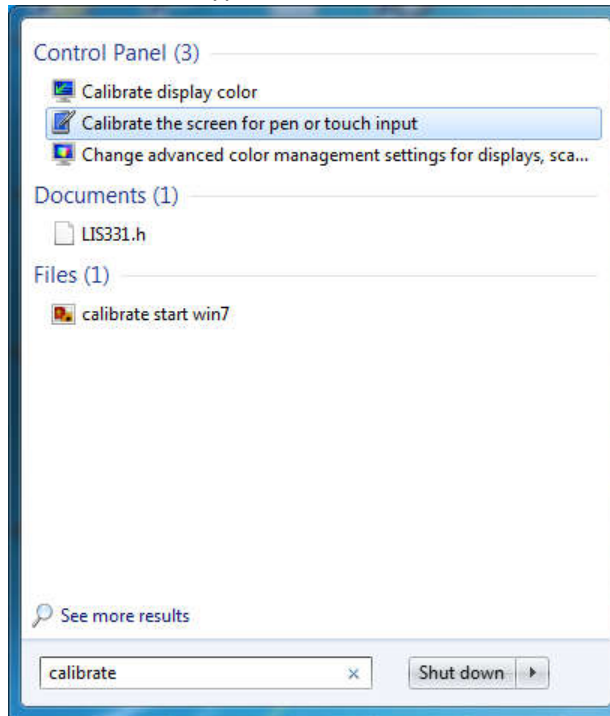 Control Panel (3)
Calibrate display color
Calibrate the screen for pen or touch input
Change advanced color management settings for displays, sca...
Documents (1)
LIS331.h
Files (1)
calibrate start win7
See more results
calibrate
Shut down